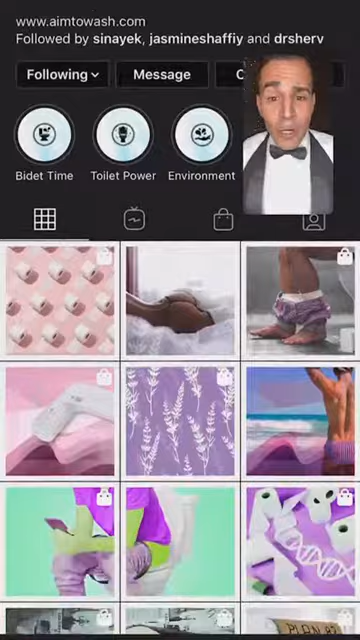 www.aimtowash.com
Followed by sinayek, jasmineshaffiy and drsherv
Following
Message
C
Bidet Time
Toilet Power
Environment